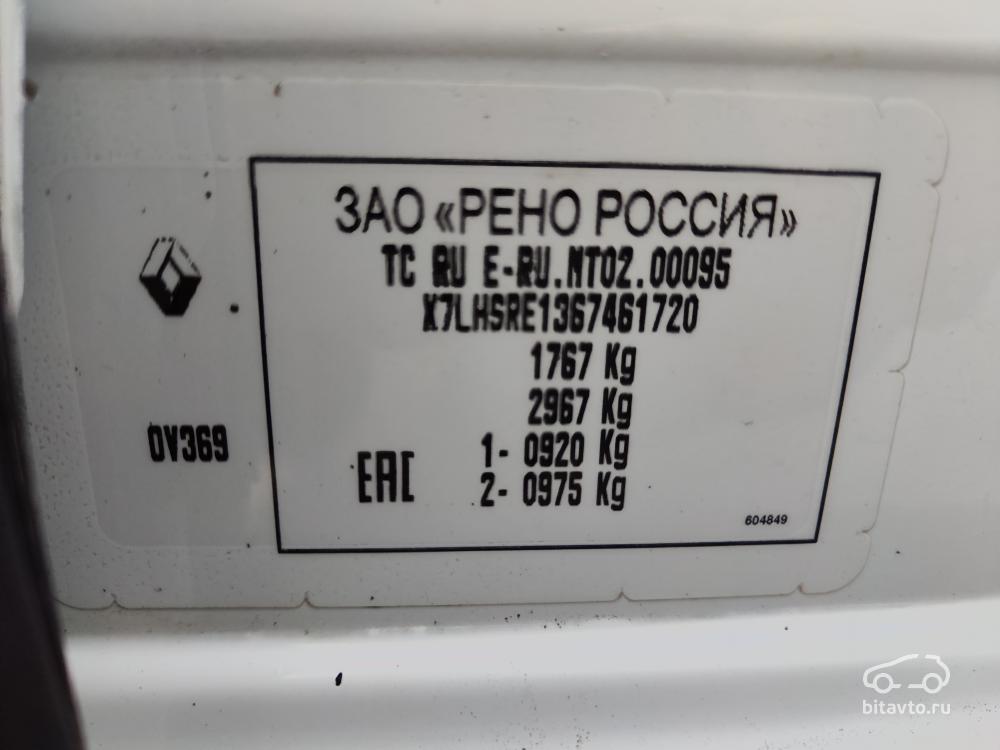 ЗАО «РЕНО РОССИЯ»
TC RU E-RU.MT02.00095
X7LHSRE1367461720
1767 Kg
2967 Kg
1- 0920 Kg
2- 0975 Kg
0V369
EAC
604849
bitavto.ru